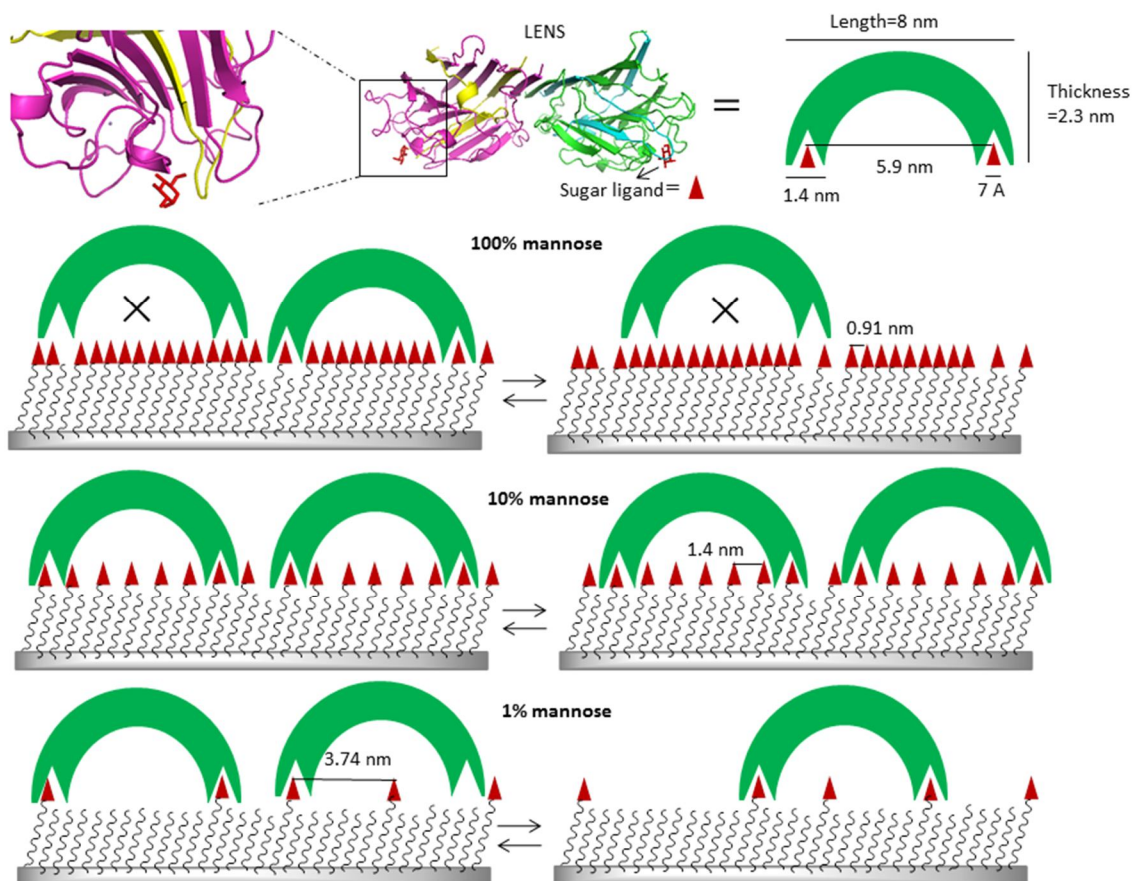 LENS
Sugar ligand=
=
Length=8 nm
Thickness
=2.3 nm
5.9 nm
1.4 nm
7 A
100% mannose
0.91 nm
10% mannose
1.4 nm
1% mannose
3.74 nm